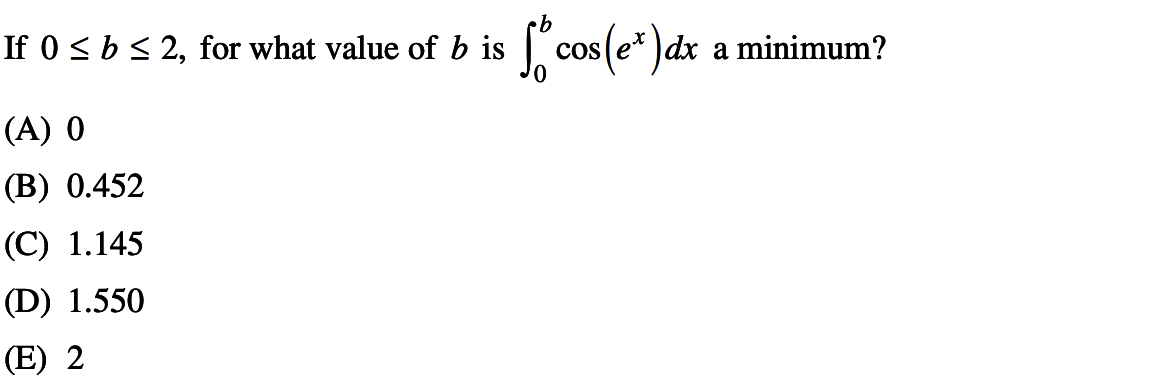 If 0 ≤ b ≤ 2, for what value of b is ∫₀ᵇ cos(eˣ)dx a minimum?
(A) 0
(B) 0.452
(C) 1.145
(D) 1.550
(E) 2